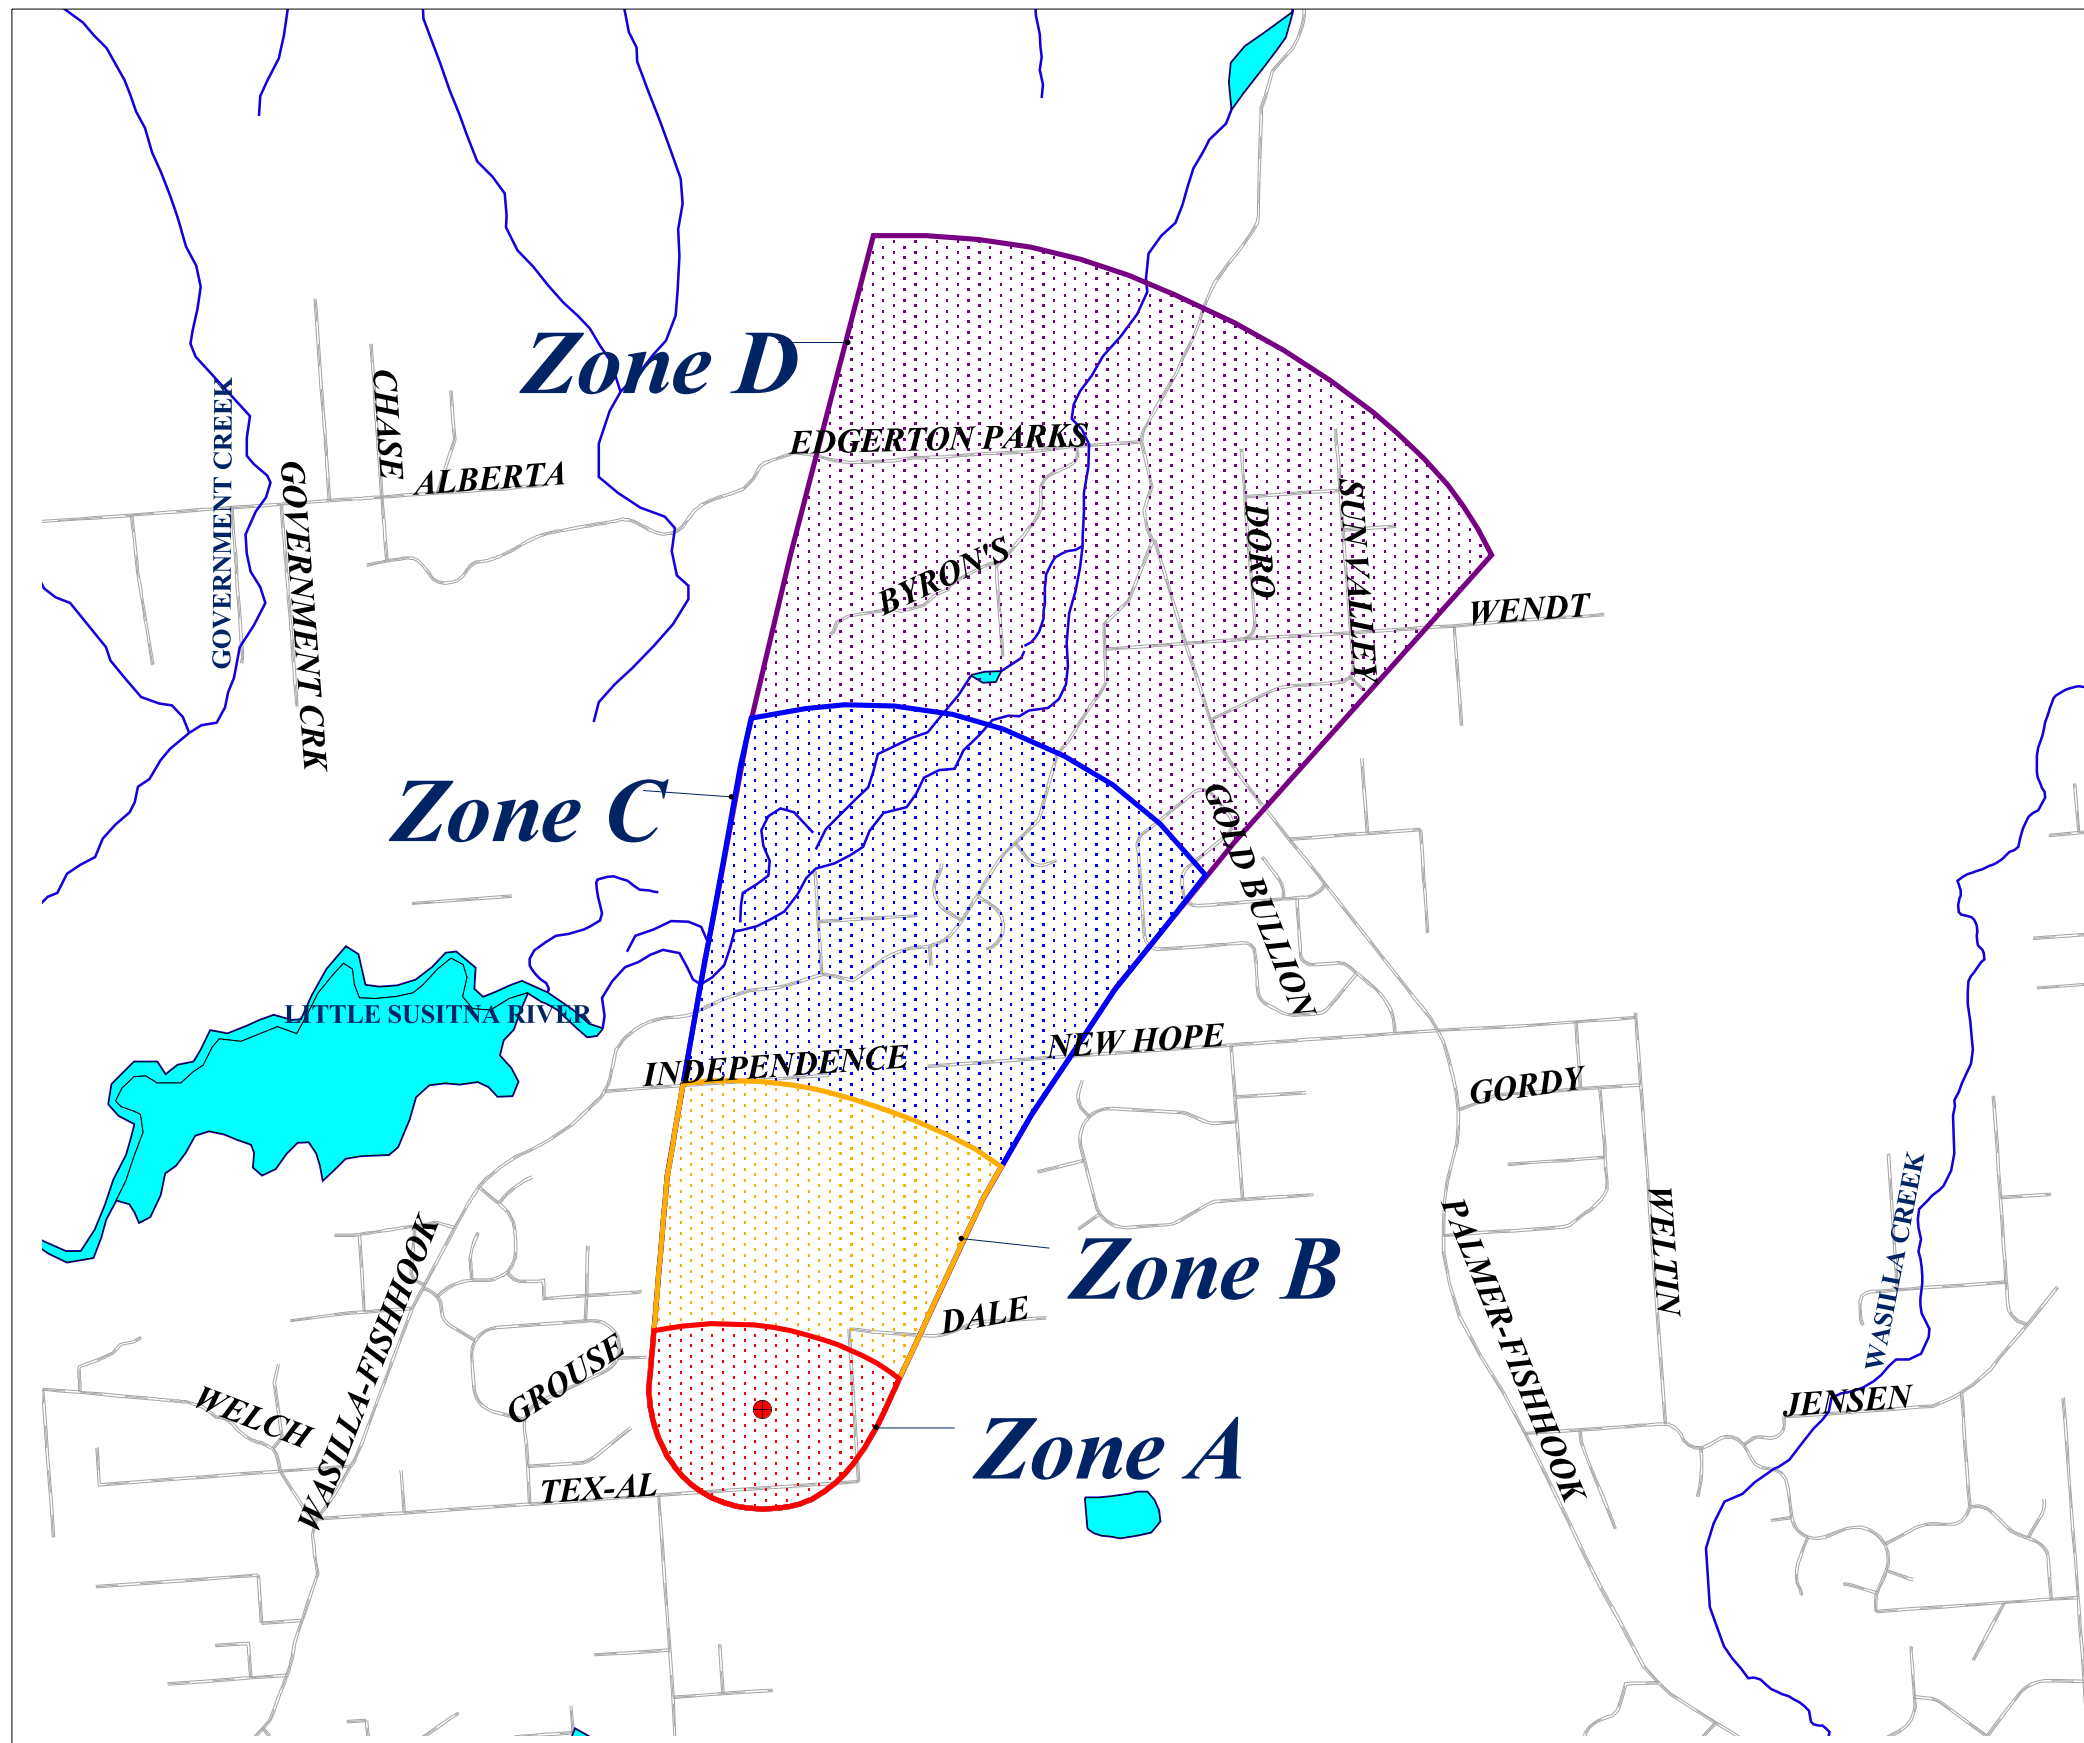 Zone D
CHASE
EDGERTON PARKS
ALBERTA
GOVERNMENT CREEK
GOVERNMENT CRK
BYRON'S
DORO
SUN VALLEY
WENDT
Zone C
GOLD BULLION
LITTLE SUSITNA RIVER
INDEPENDENCE
NEW HOPE
GORDY
WASILLA-FISHHOOK
PALMER-FISHHOOK
WELTIN
WASILLA CREEK
Zone B
DALE
GROUSE
WELCH
JENSEN
Zone A
TEX-AL